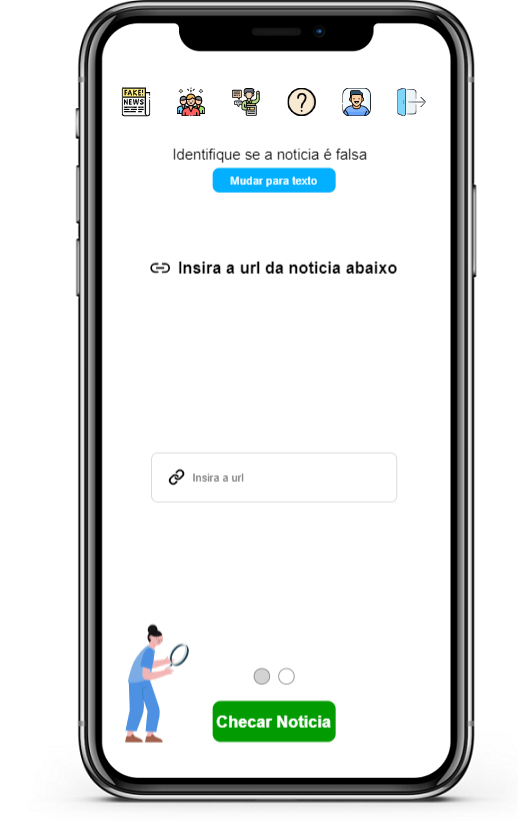 FAKE!
NEWS
?
Identifique se a noticia é falsa
Mudar para texto
Insira a url da noticia abaixo
Insira a url
Checar Noticia